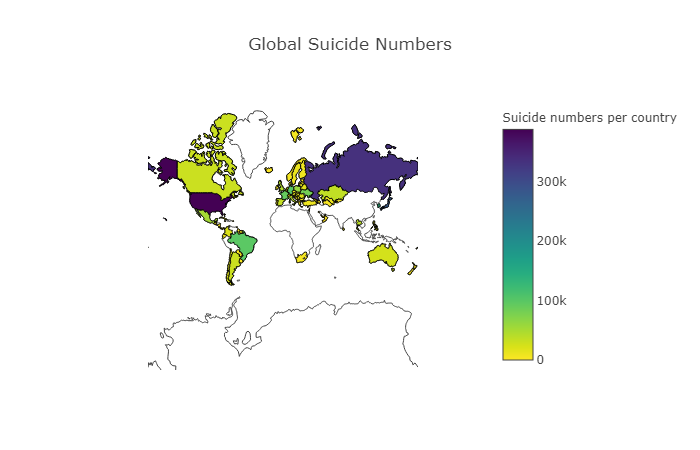 Global Suicide Numbers
Suicide numbers per country
300k
200k
100k
0